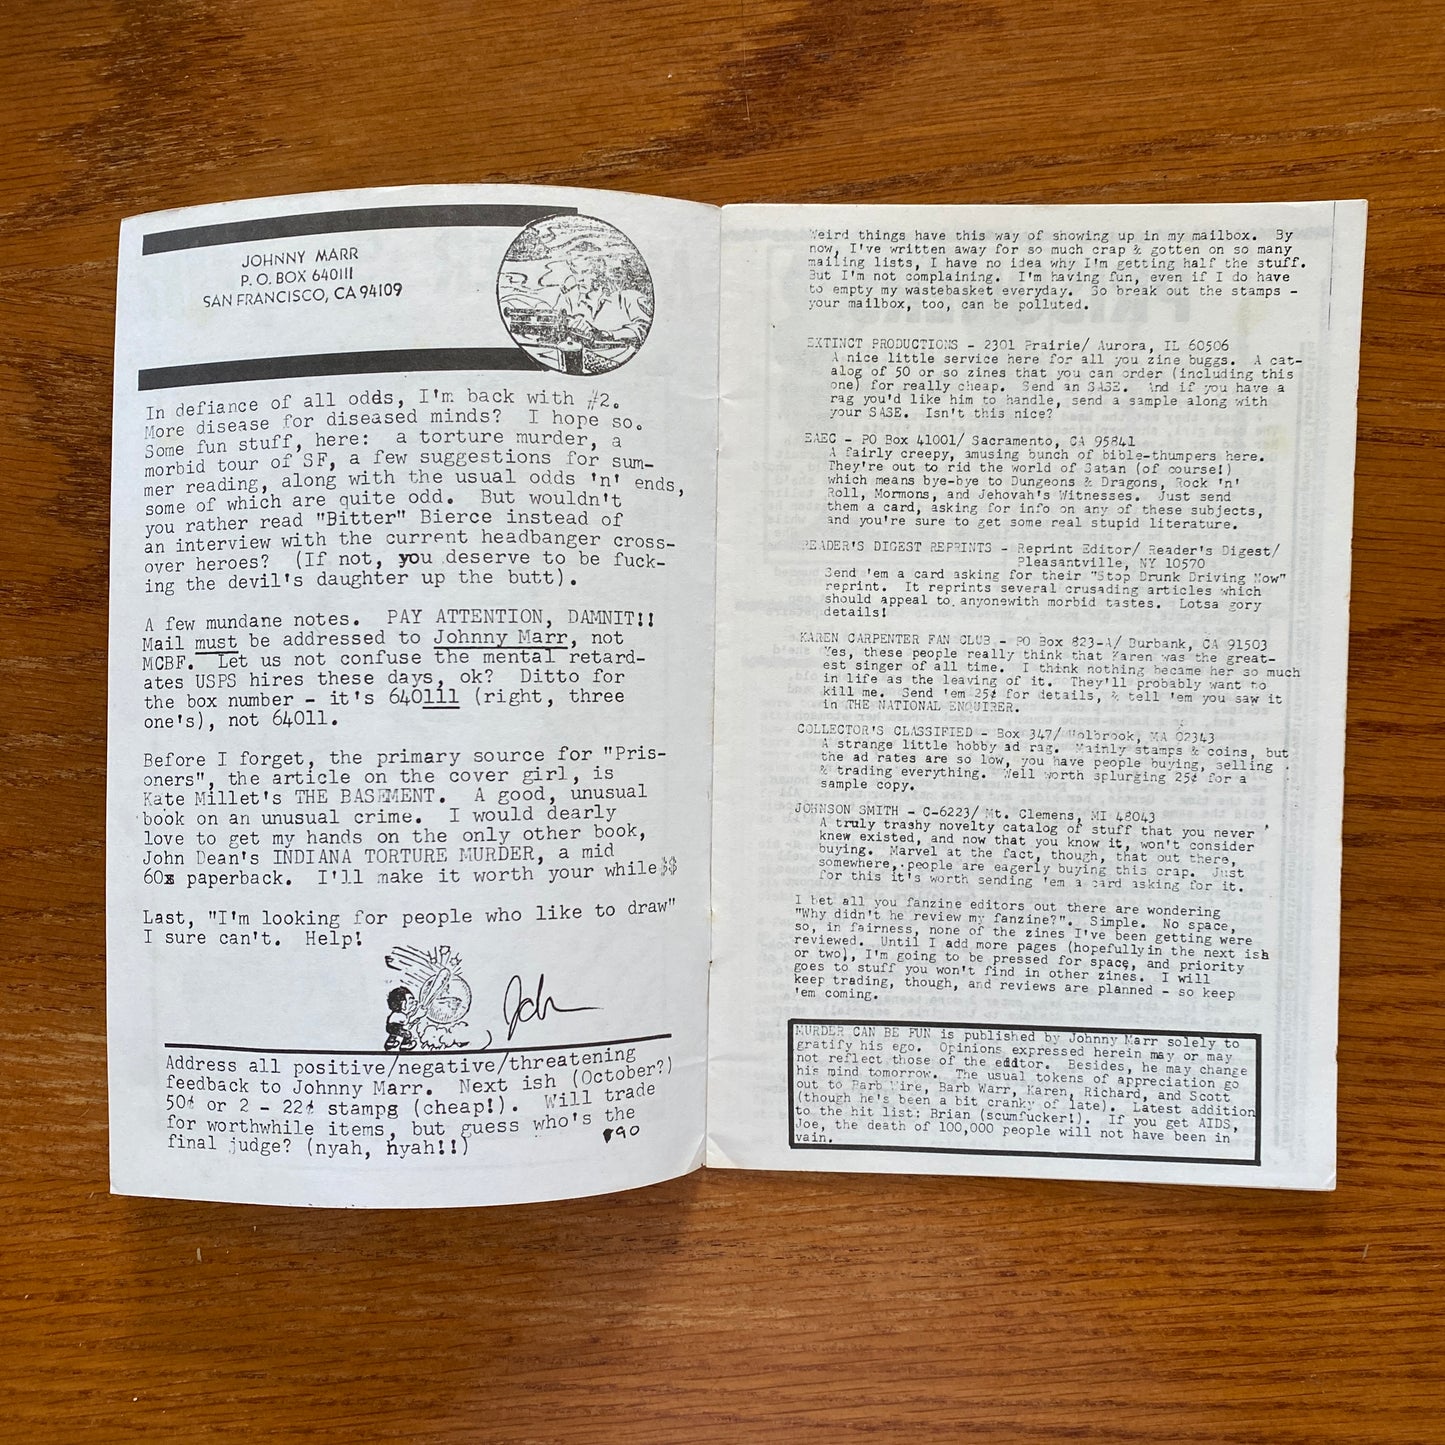 JOHNNY MARR
P. O. BOX 640111
SAN FRANCISCO, CA 94109
In defiance of all odds, I'm back with #2.
More disease for diseased minds? I hope so.
Some fun stuff, here: a torture murder, a
morbid tour of SF, a few suggestions for sum-
mer reading, along with the usual odds 'n' ends,
some of which are quite odd. But wouldn't
you rather read "Bitter" Bierce instead of
an interview with the current headbanger cross-
over heroes? (If not, you deserve to be fuck-
ing the devil's daughter up the butt).
A few mundane notes. PAY ATTENTION, DAMNIT!!
Mail must be addressed to Johnny Marr, not
MCBF. Let us not confuse the mental retard-
ates USPS hires these days, ok? Ditto for
the box number - it's 640111 (right, three
one's), not 64011.
Before I forget, the primary source for "Pris-
oners", the article on the cover girl, is
Kate Millet's THE BASEMENT. A good, unusual
book on an unusual crime. I would dearly
love to get my hands on the only other book,
John Dean's INDIANA TORTURE MURDER, a mid
60s paperback. I'll make it worth your while$$
Last, "I'm looking for people who like to draw"
I sure can't. Help!
John
Address all positive/negative/threatening
feedback to Johnny Marr. Next ish (October?)
50¢ or 2 - 22¢ stamps (cheap!). Will trade
for worthwhile items, but guess who's the
final judge? (nyah, nyah!!)
90
Weird things have this way of showing up in my mailbox. By
now, I've written away for so much crap & gotten on so many
mailing lists, I have no idea why I'm getting half the stuff.
But I'm not complaining. I'm having fun, even if I do have
to empty my wastebasket everyday. So break out the stamps -
your mailbox, too, can be polluted.
EXTINCT PRODUCTIONS - 2301 Prairie/ Aurora, IL 60506
A nice little service here for all you zine buggs. A cat-
alog of 50 or so zines that you can order (including this
one) for really cheap. Send an SASE. And if you have a
rag you'd like him to handle, send a sample along with
your SASE. Isn't this nice?
EAEC - PO Box 41001/ Sacramento, CA 95841
A fairly creepy, amusing bunch of bible-thumpers here.
They're out to rid the world of Satan (of course!)
which means bye-bye to Dungeons & Dragons, Rock 'n'
Roll, Mormons, and Jehovah's Witnesses. Just send
them a card, asking for info on any of these subjects,
and you're sure to get some real stupid literature.
READER'S DIGEST REPRINTS - Reprint Editor/ Reader's Digest/
Pleasantville, NY 10570
Send 'em a card asking for their "Stop Drunk Driving Now"
reprint. It reprints several crusading articles which
should appeal to anyonewith morbid tastes. Lotsa gory
details!
KAREN CARPENTER FAN CLUB - PO Box 823-A/ Burbank, CA 91503
Yes, these people really think that Karen was the great-
est singer of all time. I think nothing became her so much
in life as the leaving of it. They'll probably want to
kill me. Send 'em 25¢ for details, & tell 'em you saw it
in THE NATIONAL ENQUIRER.
COLLECTOR'S CLASSIFIED - Box 347/ Holbrook, MA 02343
A strange little hobby ad rag. Mainly stamps & coins, but
the ad rates are so low, you have people buying, selling
& trading everything. Well worth splurging 25¢ for a
sample copy.
JOHNSON SMITH - C-6223/ Mt. Clemens, MI 48043
A truly trashy novelty catalog of stuff that you never
knew existed, and now that you know it, won't consider
buying. Marvel at the fact, though, that out there,
somewhere, people are eagerly buying this crap. Just
for this it's worth sending 'em a card asking for it.
I bet all you fanzine editors out there are wondering
"Why didn't he review my fanzine?". Simple. No space,
so, in fairness, none of the zines I've been getting were
reviewed. Until I add more pages (hopefully in the next ish
or two), I'm going to be pressed for space, and priority
goes to stuff you won't find in other zines. I will
keep trading, though, and reviews are planned - so keep
'em coming.
MURDER CAN BE FUN is published by Johnny Marr solely to
gratify his ego. Opinions expressed herein may or may
not reflect those of the editor. Besides, he may change
his mind tomorrow. The usual tokens of appreciation go
out to Barb Wire, Barb Warr, Karen, Richard, and Scott
(though he's been a bit cranky of late). Latest addition
to the hit list: Brian (scumfucker!). If you get AIDS,
Joe, the death of 100,000 people will not have been in
vain.